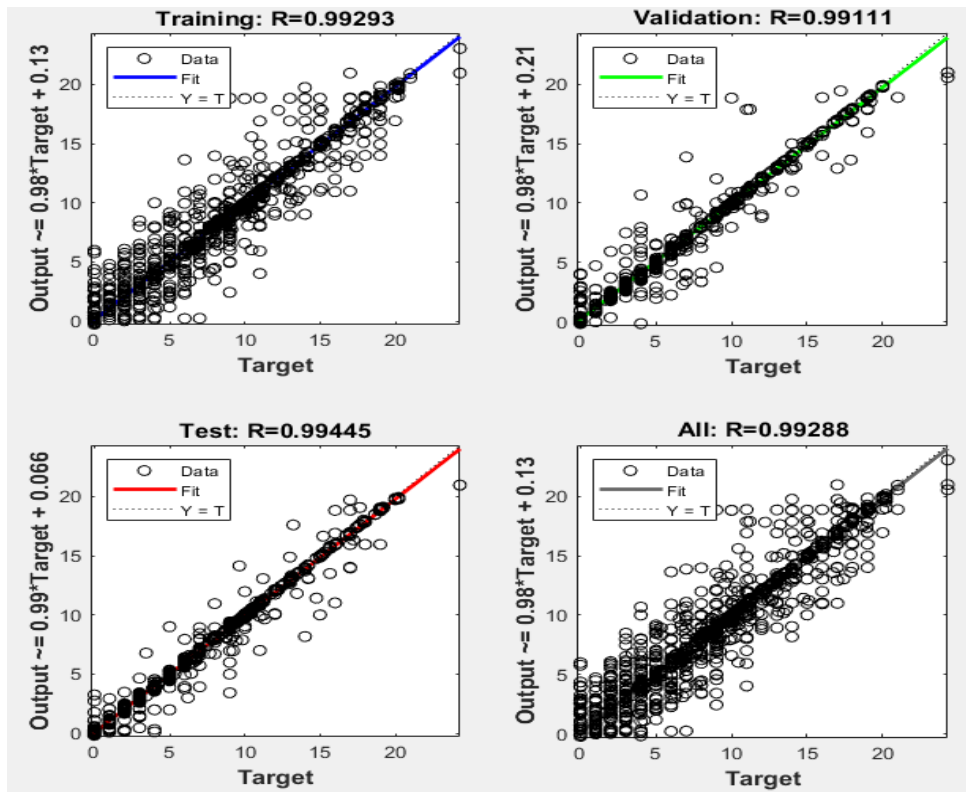 Training: R=0.99293
Output ~= 0.98*Target + 0.13
Data
Fit
Y = T
20
15
10
5
0
0 5 10 15 20
Target
Validation: R=0.99111
Output ~= 0.98*Target + 0.21
Data
Fit
Y = T
20
15
10
5
0
0 5 10 15 20
Target
Test: R=0.99445
Output ~= 0.99*Target + 0.066
Data
Fit
Y = T
20
15
10
5
0
0 5 10 15 20
Target
All: R=0.99288
Output ~= 0.98*Target + 0.13
Data
Fit
Y = T
20
15
10
5
0
0 5 10 15 20
Target